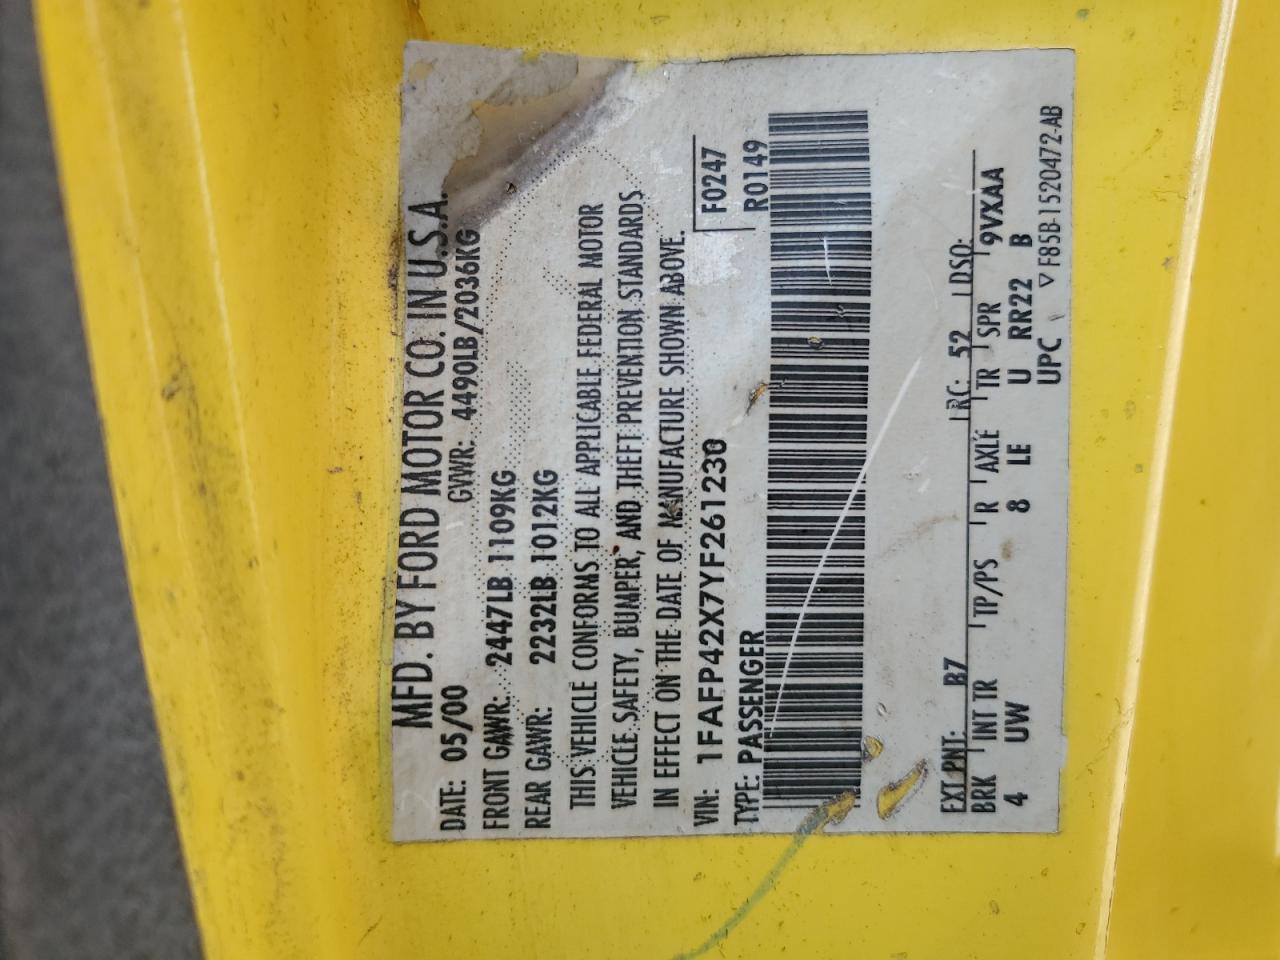 MFD. BY FORD MOTOR CO. IN U.S.A.
DATE: 05/00 GVWR: 4490LB/2036KG
FRONT GAWR: 2447LB 1109KG
REAR GAWR: 2232LB 1012KG
THIS VEHICLE CONFORMS TO ALL APPLICABLE FEDERAL MOTOR
VEHICLE SAFETY, BUMPER, AND THEFT PREVENTION STANDARDS
IN EFFECT ON THE DATE OF MANUFACTURE SHOWN ABOVE.
VIN: 1FAFP42X7YF261230 F0247
TYPE: PASSENGER R0149
EXT PNT: B7 RC: 52 DSO:
BRK INT TR TP/PS R AXLE TR SPR 9VXAA
4 UW 8 LE U RR22 B
UPC ▽ F85B-1520472-AB